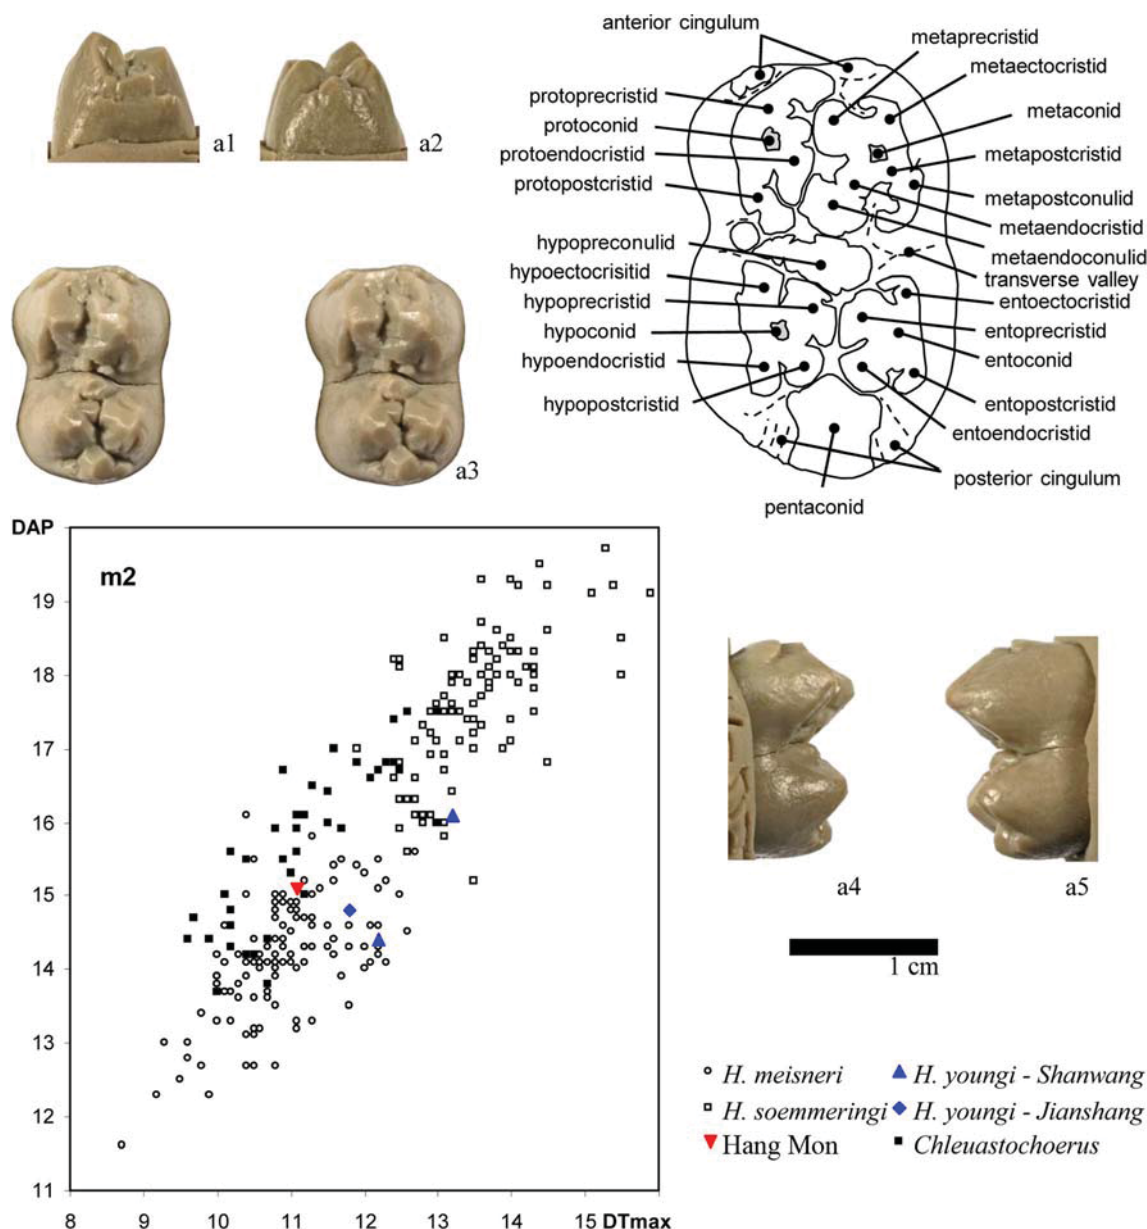 a1
a2
a3
anterior cingulum
protoprecristid
protoconid
protoendocristid
protopostcristid
hypopreconulid
hypoectocrisitid
hypoprecristid
hypoconid
hypoendocristid
hypopostcristid
metaprecristid
metaectocristid
metaconid
metapostcristid
metapostconulid
metaendocristid
metaendoconulid
transverse valley
entoectocristid
entoprecristid
entoconid
entopostcristid
entoendocristid
posterior cingulum
pentaconid
DAP
m2
19
18
17
16
15
14
13
12
11
8 9 10 11 12 13 14 15 DTmax
a4
a5
1 cm
H. meisneri
H. soemmeringi
Hang Mon
H. youngi - Shanwang
H. youngi - Jianshang
Chleuastochoerus